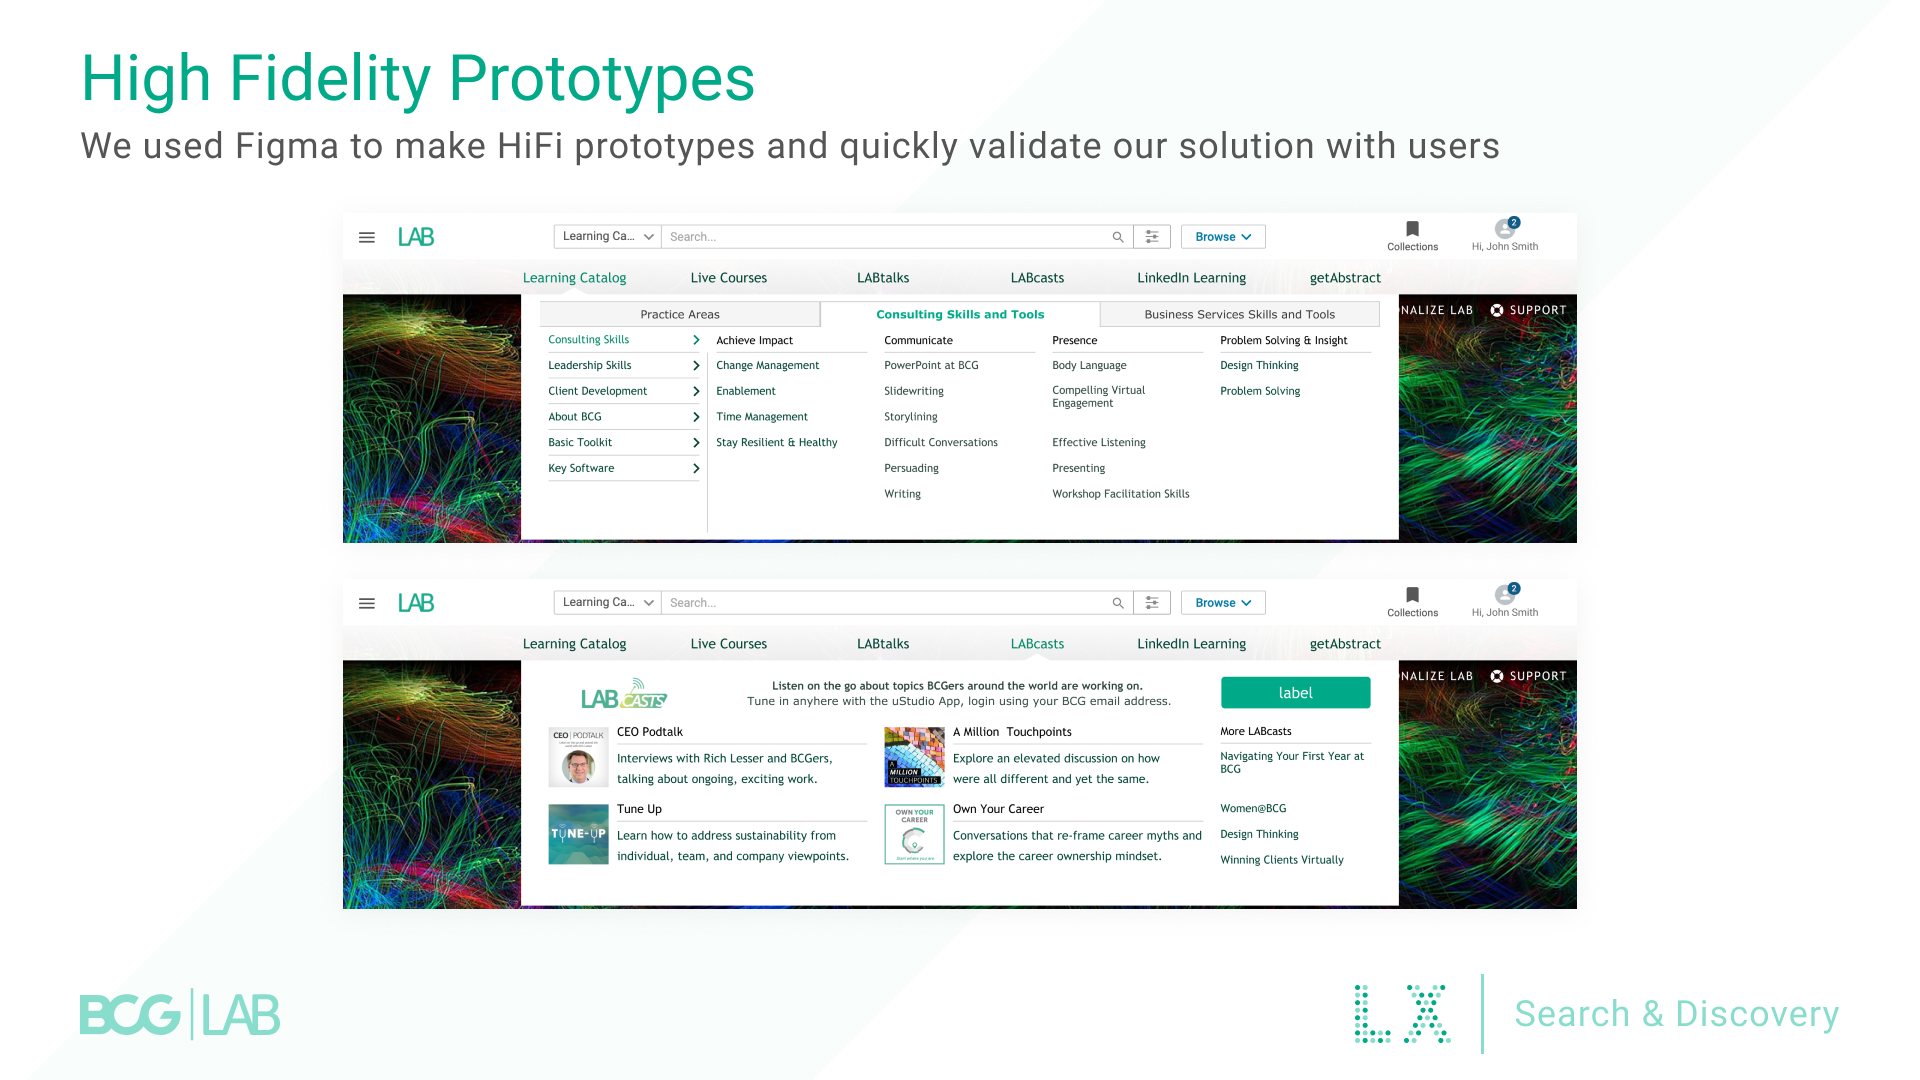 High Fidelity Prototypes
We used Figma to make HiFi prototypes and quickly validate our solution with users
LAB
Learning Ca...
Search...
Browse
Collections
2
Hi, John Smith
Learning Catalog
Live Courses
LABtalks
LABcasts
LinkedIn Learning
getAbstract
NALIZE LAB
SUPPORT
Practice Areas
Consulting Skills and Tools
Business Services Skills and Tools
Consulting Skills
Leadership Skills
Client Development
About BCG
Basic Toolkit
Key Software
Achieve Impact
Change Management
Enablement
Time Management
Stay Resilient & Healthy
Communicate
PowerPoint at BCG
Slidewriting
Storylining
Difficult Conversations
Persuading
Writing
Presence
Body Language
Compelling Virtual
Engagement
Effective Listening
Presenting
Workshop Facilitation Skills
Problem Solving & Insight
Design Thinking
Problem Solving
LAB
Learning Ca...
Search...
Browse
Collections
2
Hi, John Smith
Learning Catalog
Live Courses
LABtalks
LABcasts
LinkedIn Learning
getAbstract
NALIZE LAB
SUPPORT
LAB CASTS
Listen on the go about topics BCGers around the world are working on.
Tune in anyhere with the uStudio App, login using your BCG email address.
label
CEO | PODTALK
CEO Podtalk
Interviews with Rich Lesser and BCGers,
talking about ongoing, exciting work.
A
MILLION
TOUCHPOINTS
A Million Touchpoints
Explore an elevated discussion on how
were all different and yet the same.
TUNE-UP
Tune Up
Learn how to address sustainability from
individual, team, and company viewpoints.
OWN YOUR
CAREER
Start where you are
Own Your Career
Conversations that re-frame career myths and
explore the career ownership mindset.
More LABcasts
Navigating Your First Year at
BCG
Women@BCG
Design Thinking
Winning Clients Virtually
BCG | LAB
LX
Search & Discovery